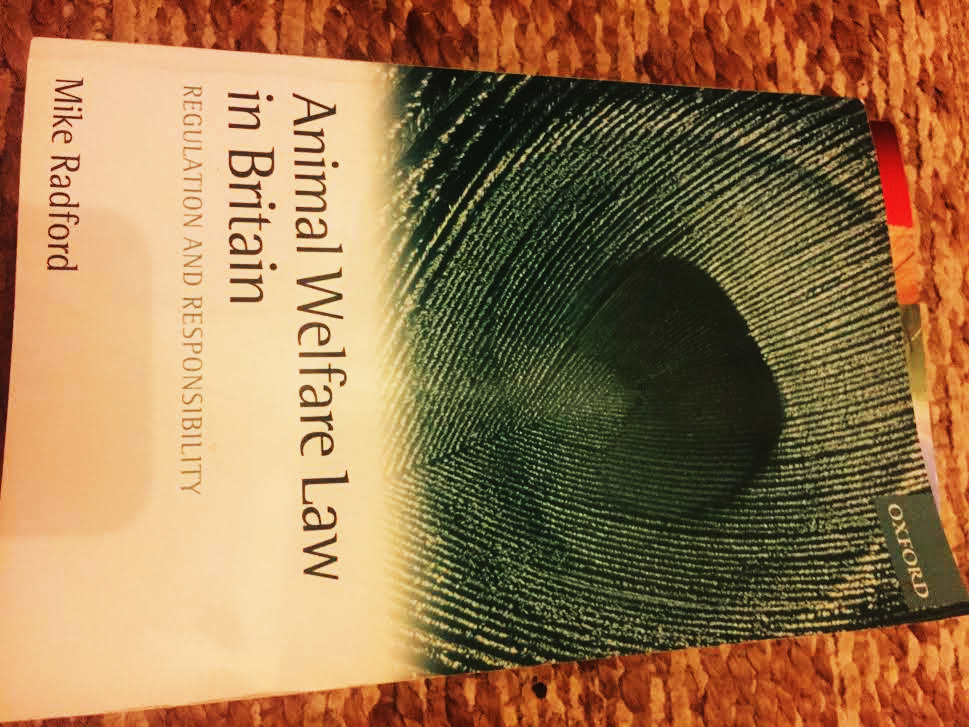 OXFORD
Animal Welfare Law
in Britain
REGULATION AND RESPONSIBILITY
Mike Radford